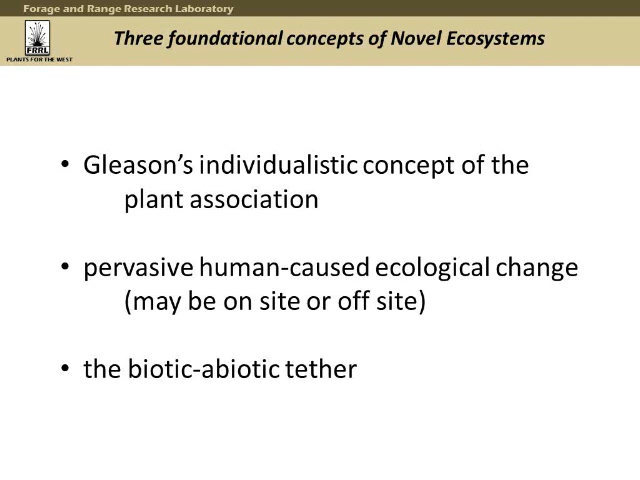 Forage and Range Research Laboratory
FRRL
PLANTS FOR THE WEST
Three foundational concepts of Novel Ecosystems
• Gleason’s individualistic concept of the
plant association
• pervasive human-caused ecological change
(may be on site or off site)
• the biotic-abiotic tether